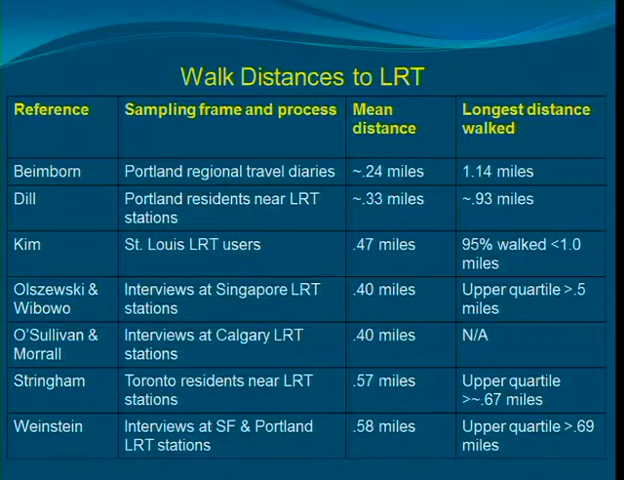 Walk Distances to LRT
Reference Sampling frame and process Mean distance Longest distance walked
Beimborn Portland regional travel diaries ~.24 miles 1.14 miles
Dill Portland residents near LRT stations ~.33 miles ~.93 miles
Kim St. Louis LRT users .47 miles 95% walked <1.0 miles
Olszewski & Wibowo Interviews at Singapore LRT stations .40 miles Upper quartile >.5 miles
O'Sullivan & Morrall Interviews at Calgary LRT stations .40 miles N/A
Stringham Toronto residents near LRT stations .57 miles Upper quartile >~.67 miles
Weinstein Interviews at SF & Portland LRT stations .58 miles Upper quartile >.69 miles